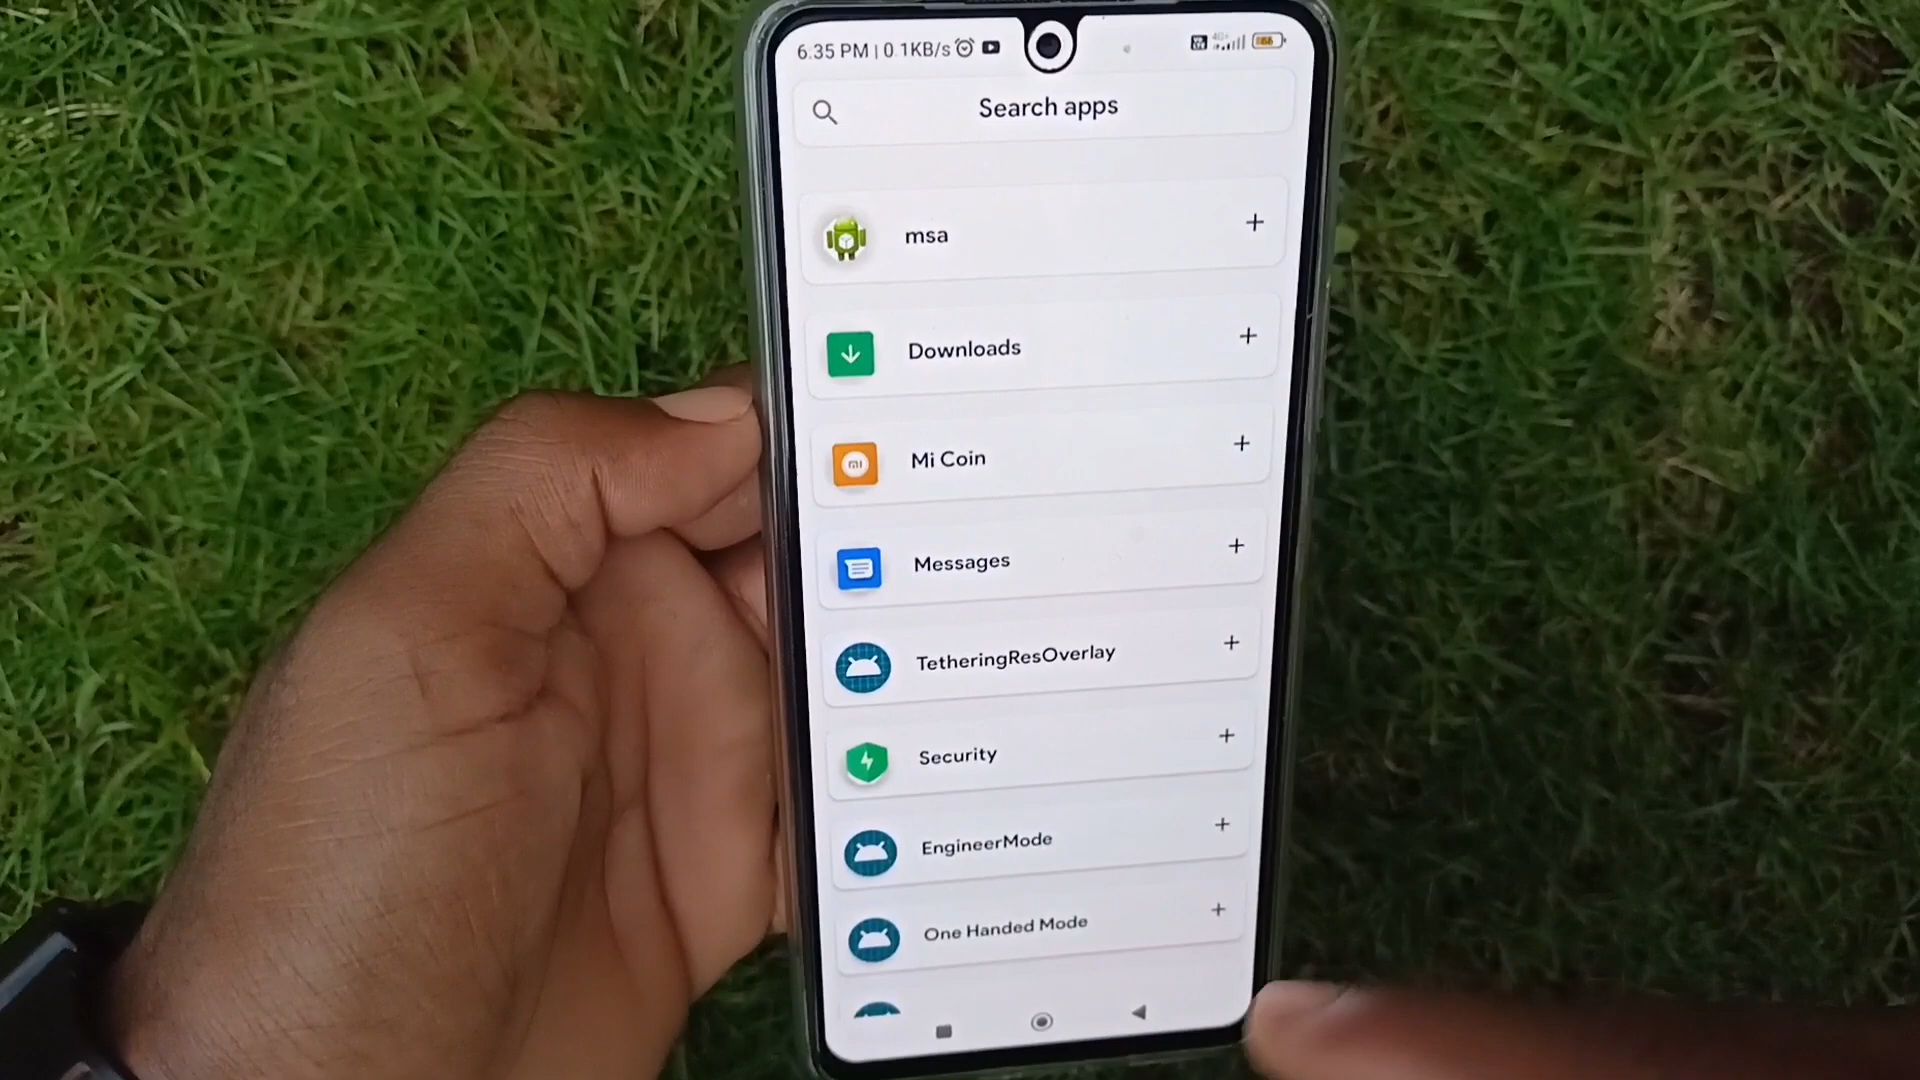 6:35 PM | 0.1KB/s
Search apps
msa
Downloads
Mi Coin
Messages
TetheringResOverlay
Security
EngineerMode
One Handed Mode